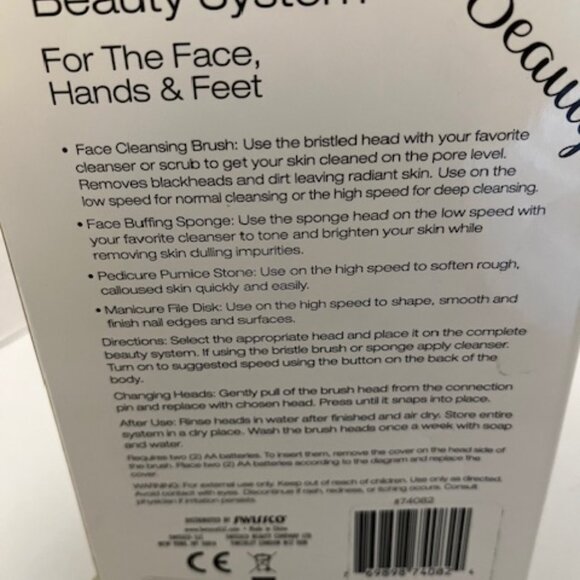 Beauty System
Beauty
For The Face,
Hands & Feet
• Face Cleansing Brush: Use the bristled head with your favorite
cleanser or scrub to get your skin cleaned on the pore level.
Removes blackheads and dirt leaving radiant skin. Use on the
low speed for normal cleansing or the high speed for deep cleansing.
• Face Buffing Sponge: Use the sponge head on the low speed with
your favorite cleanser to tone and brighten your skin while
removing skin dulling impurities.
• Pedicure Pumice Stone: Use on the high speed to soften rough,
calloused skin quickly and easily.
• Manicure File Disk: Use on the high speed to shape, smooth and
finish nail edges and surfaces.
Directions: Select the appropriate head and place it on the complete
beauty system. If using the bristle brush or sponge apply cleanser.
Turn on to suggested speed using the button on the back of the
body.
Changing Heads: Gently pull of the brush head from the connection
pin and replace with chosen head. Press until it snaps into place.
After Use: Rinse heads in water after finished and air dry. Store entire
system in a dry place. Wash the brush heads once a week with soap
and water.
Requires two (2) AA batteries. To insert them, remove the cover on the head side of
the brush. Place two (2) AA batteries according to the diagram and replace the
cover.
WARNING: For external use only. Keep out of reach of children. Use only as directed.
Avoid contact with eyes. Discontinue if rash, redness, or itching occurs. Consult
physician if irritation persists.
#74082
DISTRIBUTED BY SWISSCO
• Made in China
CE
69898 74082 4